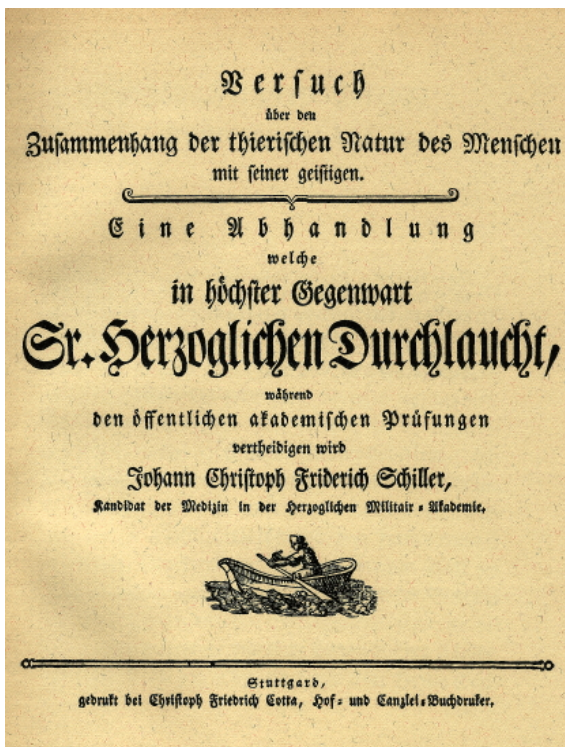 Versuch
über den
Zusammenhang der thierischen Natur des Menschen
mit seiner geistigen.
Eine Abhandlung
welche
in höchster Gegenwart
Sr. Herzoglichen Durchlaucht,
während
den öffentlichen akademischen Prüfungen
vertheidigen wird
Johann Christoph Friderich Schiller,
Kandidat der Medizin in der Herzoglichen Militair-Akademie.
Stuttgard,
gedrukt bei Christoph Friedrich Cotta, Hof- und Canzlei-Buchdruker.